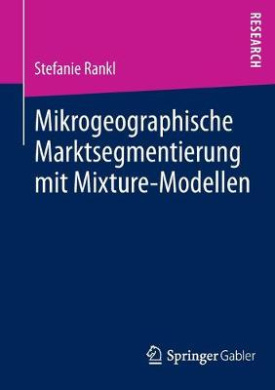 RESEARCH
Stefanie Rankl
Mikrogeographische
Marktsegmentierung
mit Mixture-Modellen
Springer Gabler